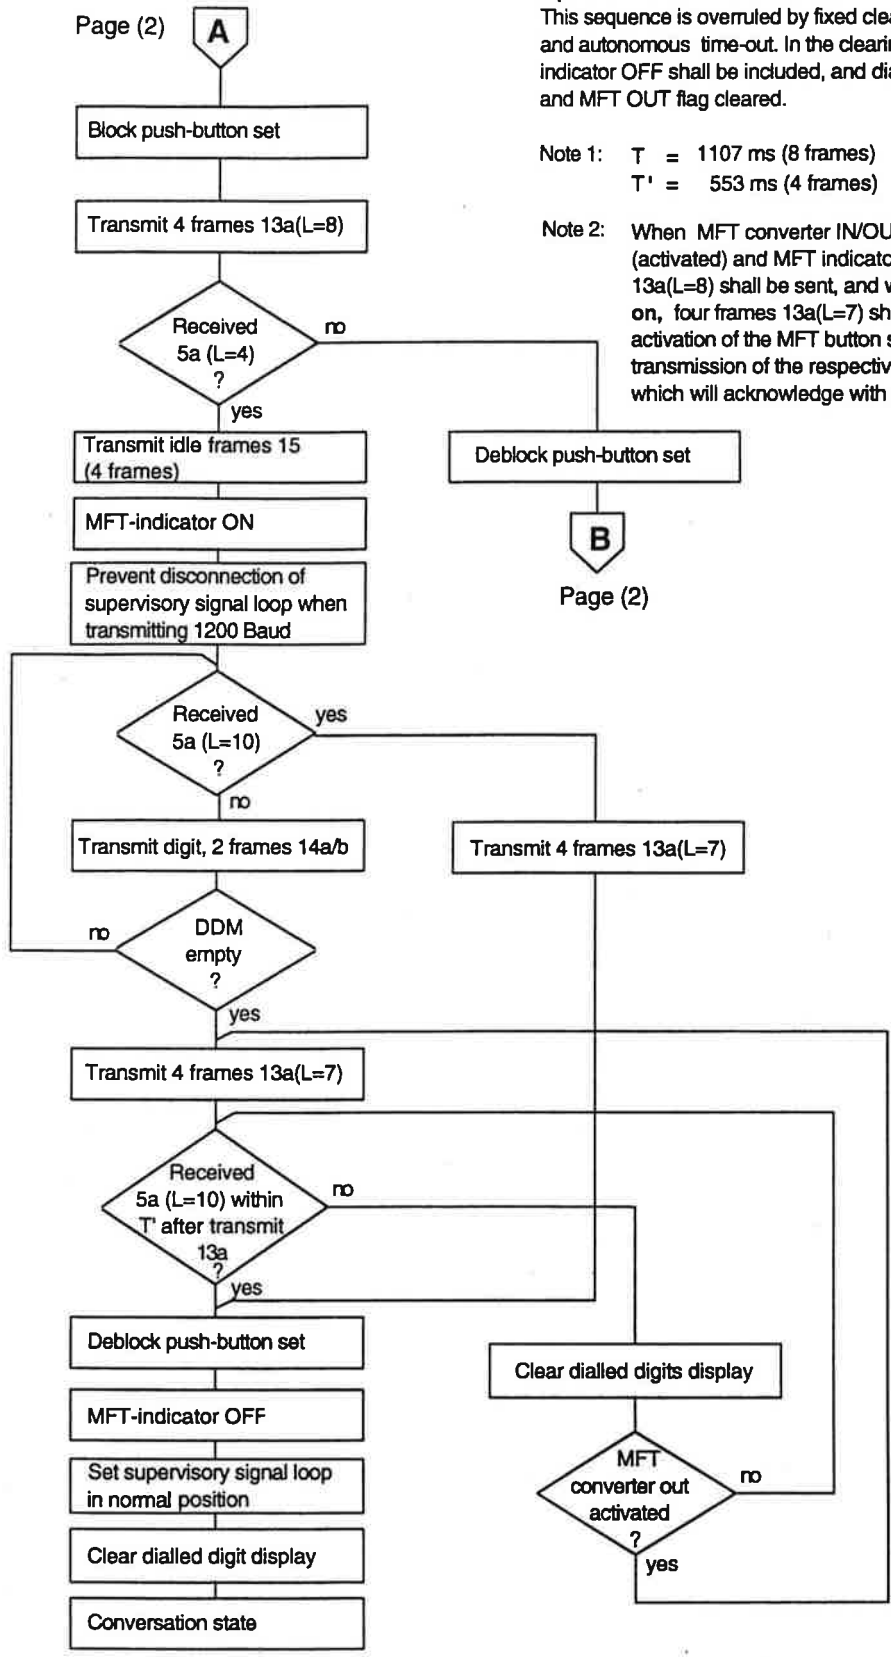 Page (2)
A
This sequence is overruled by fixed
and autonomous time-out. In the
indicator OFF shall be included, and
and MFT OUT flag cleared.
Block push-button set
Note 1: T = 1107 ms (8 frames)
T' = 553 ms (4 frames)
Transmit 4 frames 13a(L=8)
Note 2: When MFT converter
(activated) and MFT
13a(L=8) shall be sent, and
on, four frames 13a(L=7)
activation of the MFT button
transmission of the
which will acknowledge with
Received
5a (L=4)
?
no
yes
Transmit idle frames 15
(4 frames)
Deblock push-button set
MFT-indicator ON
B
Page (2)
Prevent disconnection of
supervisory signal loop when
transmitting 1200 Baud
Received
5a (L=10)
?
yes
no
Transmit digit, 2 frames 14a/b
Transmit 4 frames 13a(L=7)
DDM
empty
?
no
yes
Transmit 4 frames 13a(L=7)
Received
5a (L=10) within
T' after transmit
13a
?
no
yes
Deblock push-button set
Clear dialled digits display
MFT-indicator OFF
MFT
converter out
activated
?
no
yes
Set supervisory signal loop
in normal position
Clear dialled digit display
Conversation state